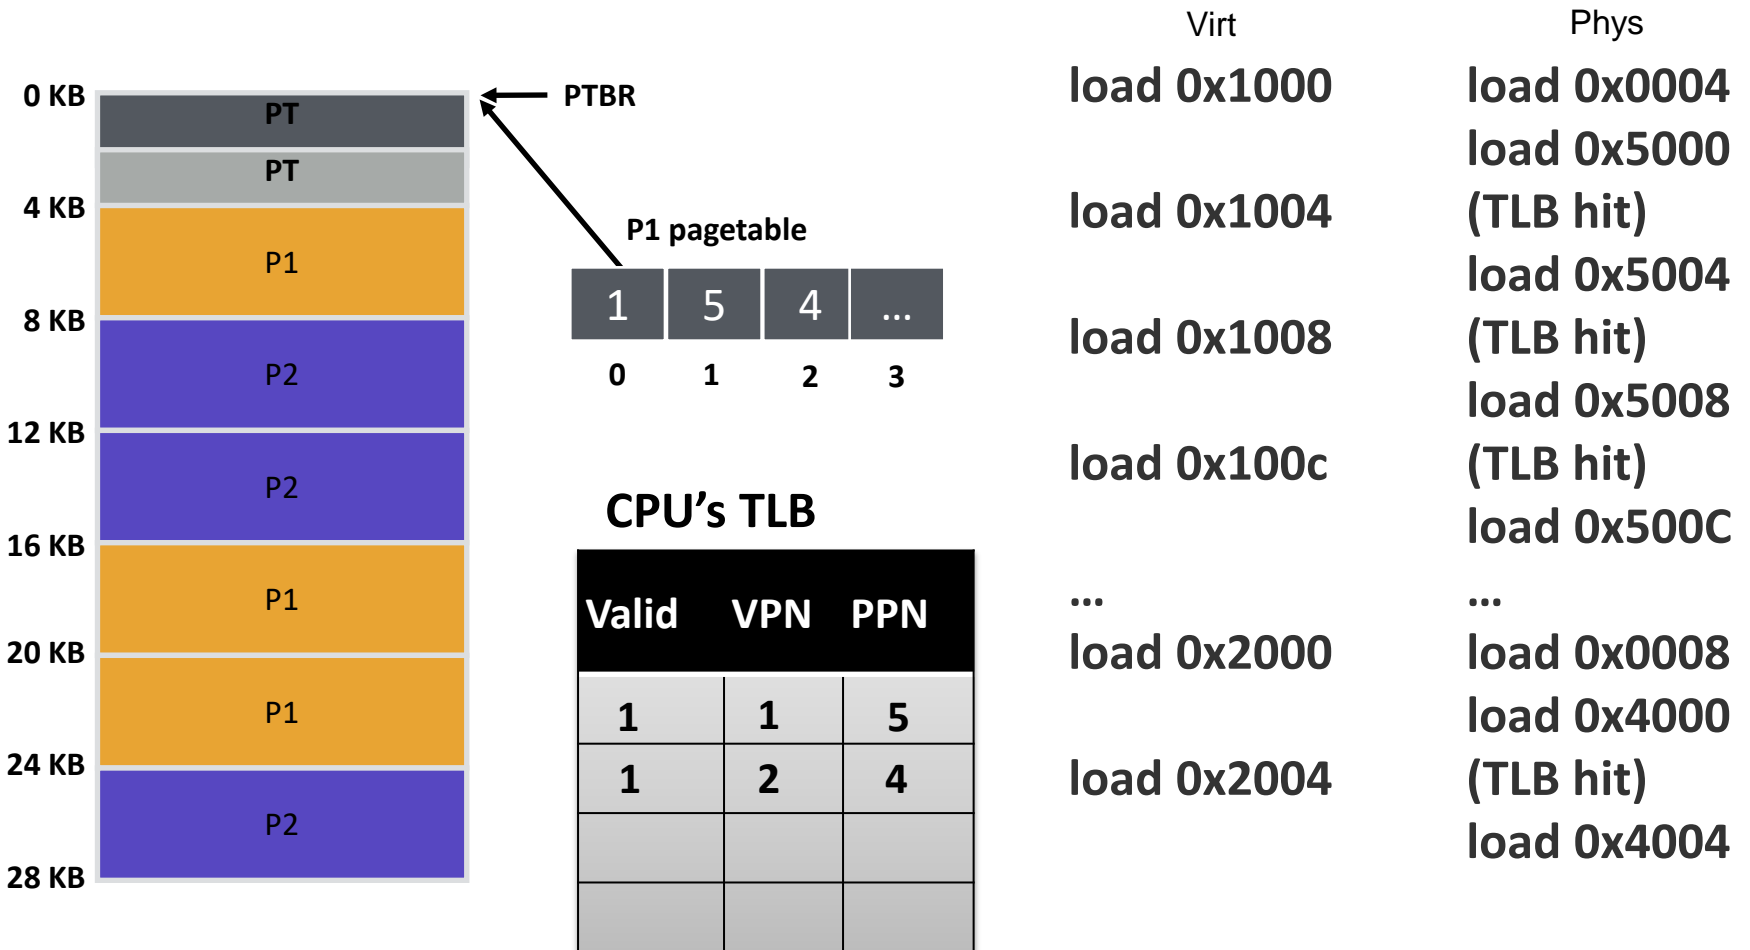 0 KB
PT
PT
4 KB
P1
8 KB
P2
12 KB
P2
16 KB
P1
20 KB
P1
24 KB
P2
28 KB
PTBR
P1 pagetable
1 5 4 ...
0 1 2 3
CPU’s TLB
Valid VPN PPN
1 1 5
1 2 4
Virt Phys
load 0x1000 load 0x0004
load 0x5000
load 0x1004 (TLB hit)
load 0x5004
load 0x1008 (TLB hit)
load 0x5008
load 0x100c (TLB hit)
load 0x500C
... ...
load 0x2000 load 0x0008
load 0x4000
load 0x2004 (TLB hit)
load 0x4004